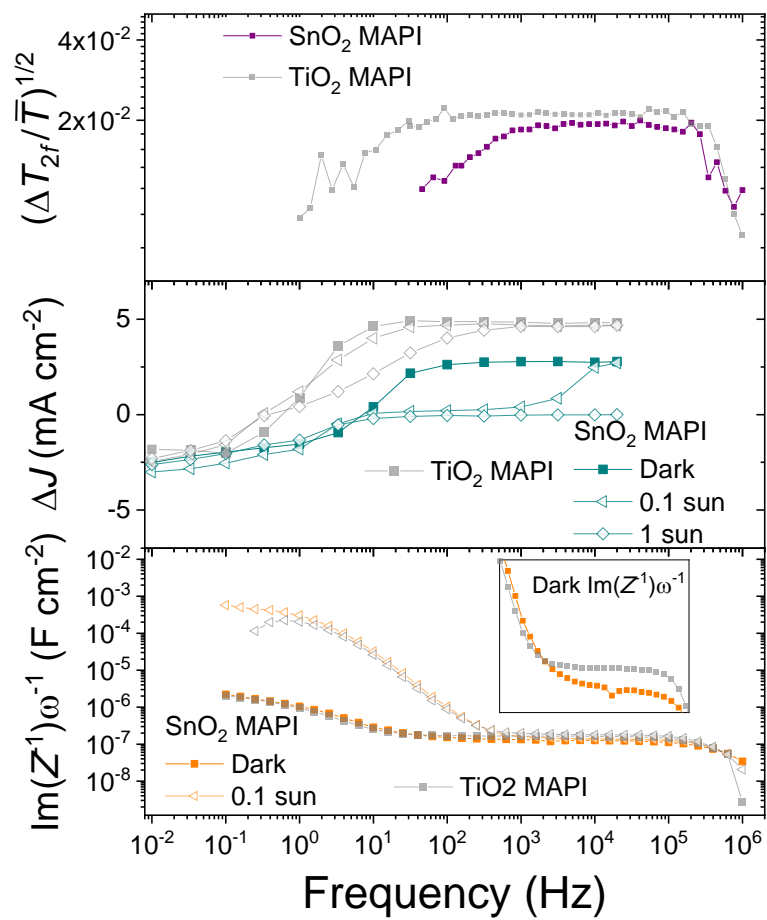 4x10⁻²
2x10⁻²
(ΔT₂f/T̿)¹ᐟ²
SnO₂ MAPI
TiO₂ MAPI
5
0
-5
ΔJ (mA cm⁻²)
SnO₂ MAPI
TiO₂ MAPI
Dark
0.1 sun
1 sun
10⁻²
10⁻³
10⁻⁴
10⁻⁵
10⁻⁶
10⁻⁷
10⁻⁸
Im(Z⁻¹)ω⁻¹ (F cm⁻²)
Dark Im(Z⁻¹)ω⁻¹
SnO₂ MAPI
Dark
0.1 sun
TiO2 MAPI
10⁻² 10⁻¹ 10⁰ 10¹ 10² 10³ 10⁴ 10⁵ 10⁶
Frequency (Hz)